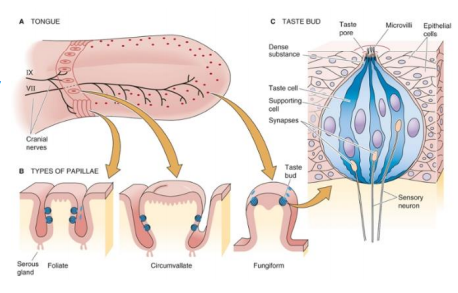 A TONGUE
IX
VII
Cranial
nerves
B TYPES OF PAPILLAE
Serous
gland
Foliate
Circumvallate
Fungiform
Taste
bud
C TASTE BUD
Taste
pore
Microvilli
Epithelial
cells
Dense
substance
Taste cell
Supporting
cell
Synapses
Sensory
neuron